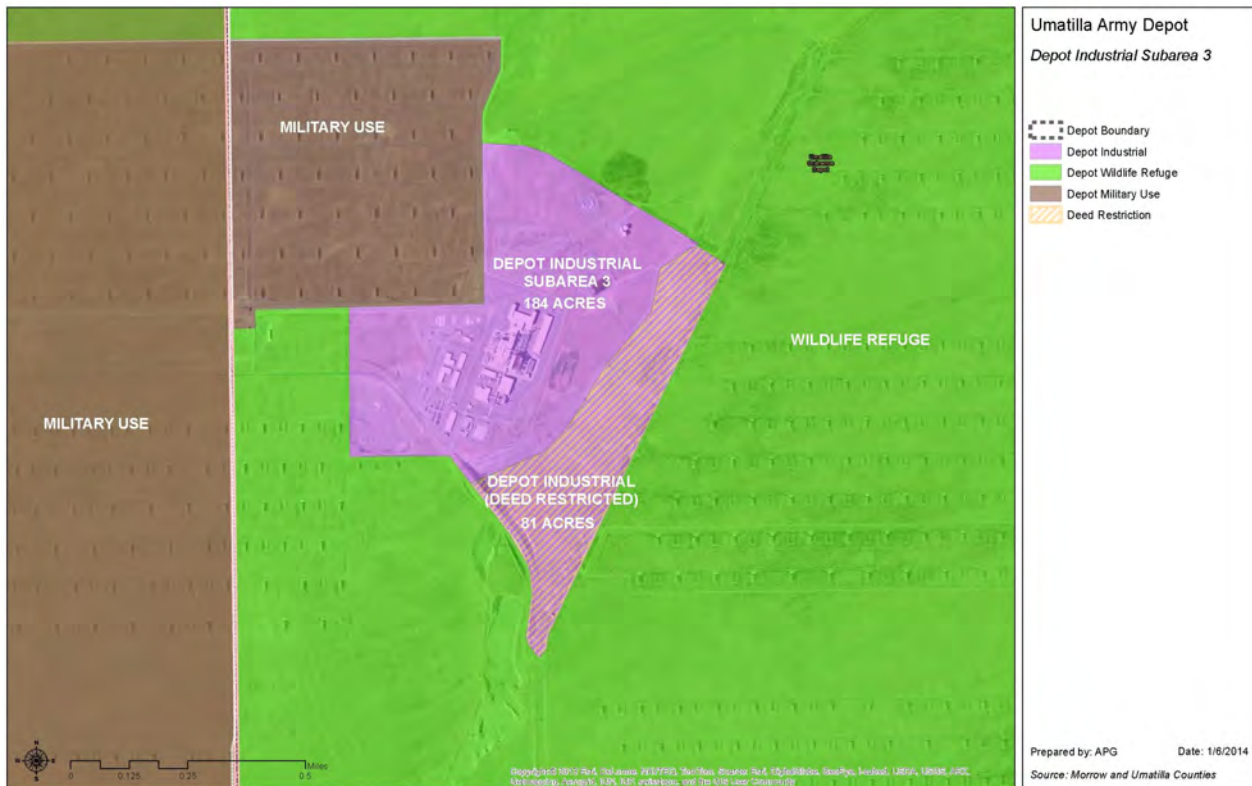 Umatilla Army Depot
Depot Industrial Subarea 3
Depot Boundary
Depot Industrial
Depot Wildlife Refuge
Depot Military Use
Deed Restriction
MILITARY USE
Umatilla
Depot
DEPOT INDUSTRIAL
SUBAREA 3
184 ACRES
WILDLIFE REFUGE
MILITARY USE
DEPOT INDUSTRIAL
(DEED RESTRICTED)
81 ACRES
N
W E
S
Miles
0 0.125 0.25 0.5
Prepared by: APG Date: 1/6/2014
Source: Morrow and Umatilla Counties